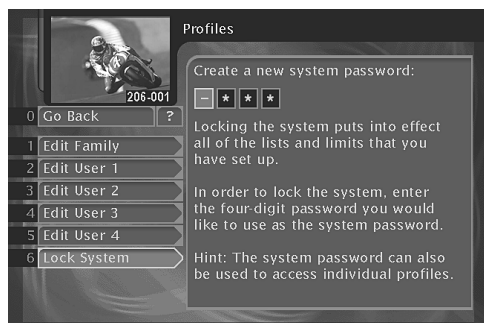 Profiles
206-001
0 Go Back ?
1 Edit Family
2 Edit User 1
3 Edit User 2
4 Edit User 3
5 Edit User 4
6 Lock System
Create a new system password:
– * * *
Locking the system puts into effect
all of the lists and limits that you
have set up.
In order to lock the system, enter
the four-digit password you would
like to use as the system password.
Hint: The system password can also
be used to access individual profiles.